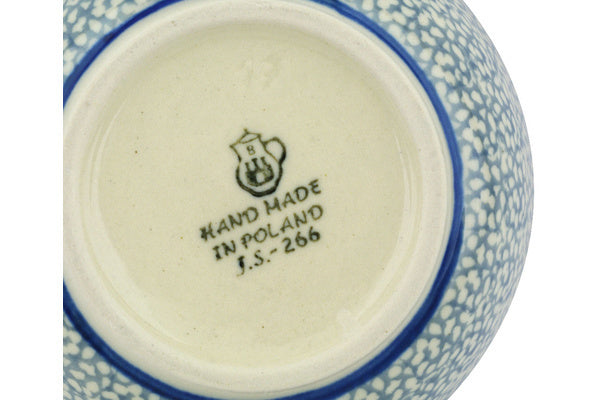 B
HAND MADE
IN POLAND
J.S.-266